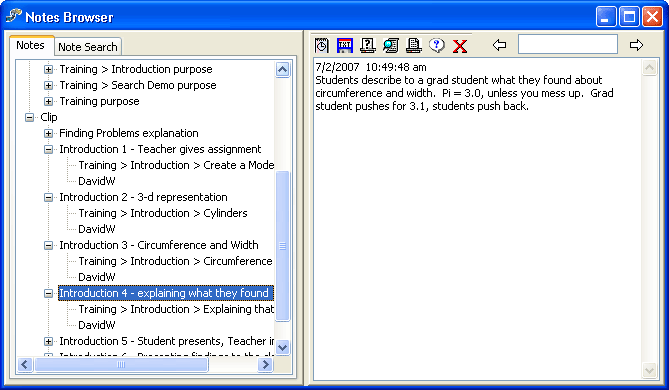 Notes Browser
Notes
Note Search
Training > Introduction purpose
Training > Search Demo purpose
Training purpose
Clip
Finding Problems explanation
Introduction 1 - Teacher gives assignment
Training > Introduction > Create a Mode
DavidW
Introduction 2 - 3-d representation
Training > Introduction > Cylinders
DavidW
Introduction 3 - Circumference and Width
Training > Introduction > Circumference
DavidW
Introduction 4 - explaining what they found
Training > Introduction > Explaining that
DavidW
Introduction 5 - Student presents, Teacher in
7/2/2007 10:49:48 am
Students describe to a grad student what they found about
circumference and width. Pi = 3.0, unless you mess up. Grad
student pushes for 3.1, students push back.